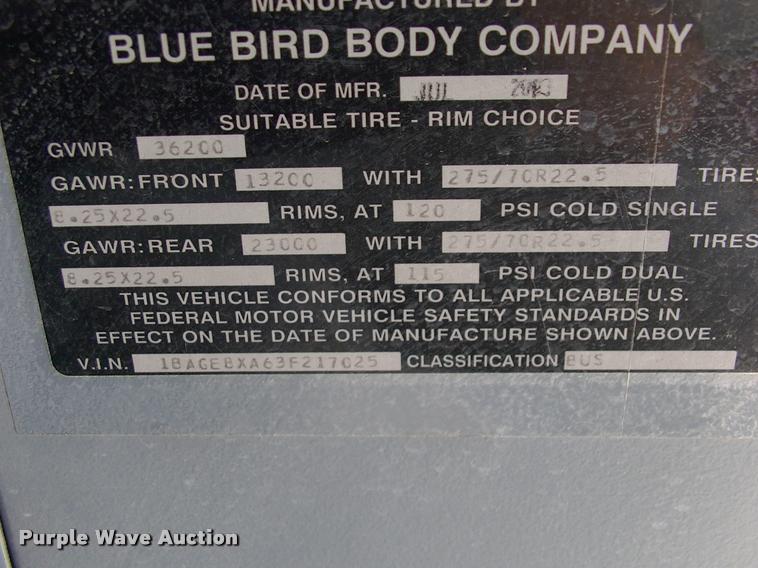 MANUFACTURED BY
BLUE BIRD BODY COMPANY
DATE OF MFR.
SUITABLE TIRE - RIM CHOICE
GVWR 36200
GAWR: FRONT 13200 WITH 275/70R22.5 TIRES
8.25X22.5 RIMS, AT 120 PSI COLD SINGLE
GAWR: REAR 23000 WITH 275/70R22.5 TIRES
8.25X22.5 RIMS, AT 115 PSI COLD DUAL
THIS VEHICLE CONFORMS TO ALL APPLICABLE U.S.
FEDERAL MOTOR VEHICLE SAFETY STANDARDS IN
EFFECT ON THE DATE OF MANUFACTURE SHOWN ABOVE.
V.I.N. 1BAGEBXA63F217025 CLASSIFICATION BUS
Purple Wave Auction